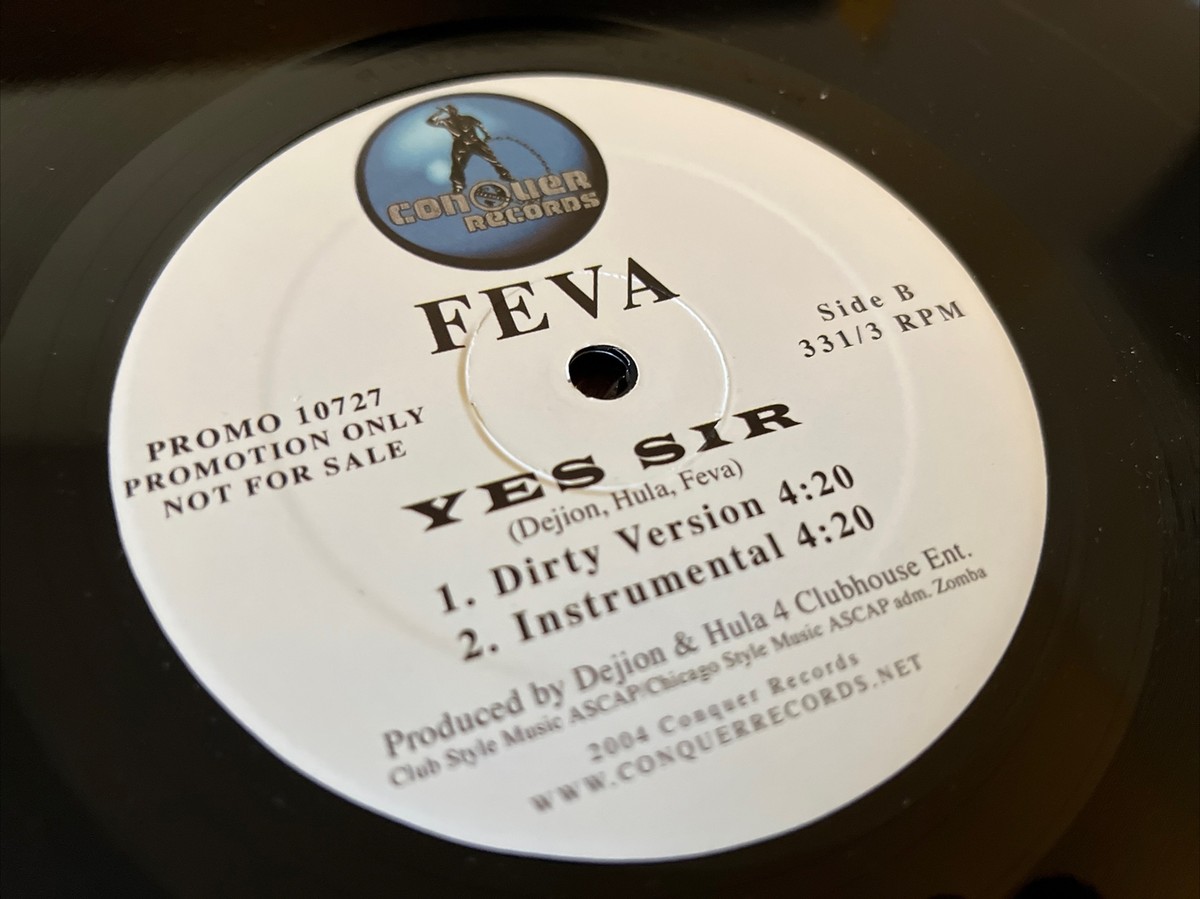 ConQuer
RECORDS
FEVA
Side B
331/3 RPM
PROMO 10727
PROMOTION ONLY
NOT FOR SALE
YES SIR
(Dejion, Hula, Feva)
1. Dirty Version 4:20
2. Instrumental 4:20
Produced by Dejion & Hula 4 Clubhouse Ent.
Club Style Music ASCAP/Chicago Style Music ASCAP adm. Zomba
2004 Conquer Records
WWW.CONQUERRECORDS.NET